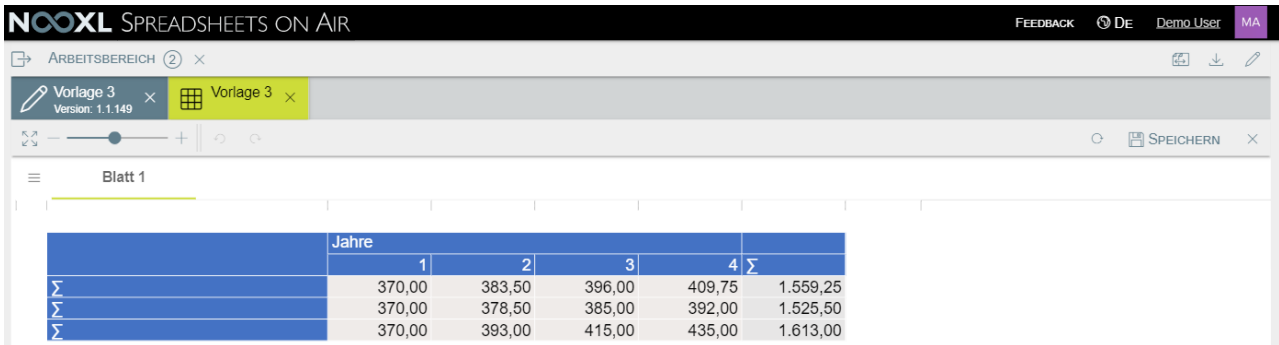 NOOXL SPREADSHEETS ON AIR FEEDBACK DE Demo User MA
ARBEITSBEREICH 2
Vorlage 3 Vorlage 3
Version: 1.1.149
SPEICHERN
Blatt 1
Jahre
1 2 3 4 Σ
Σ 370,00 383,50 396,00 409,75 1.559,25
Σ 370,00 378,50 385,00 392,00 1.525,50
Σ 370,00 393,00 415,00 435,00 1.613,00